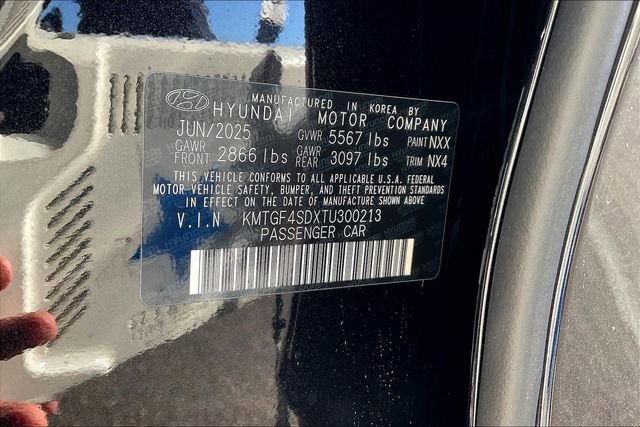 MANUFACTURED IN KOREA BY
HYUNDAI MOTOR COMPANY
JUN/2025 GVWR 5567 lbs PAINT NXX
GAWR FRONT 2866 lbs GAWR REAR 3097 lbs TRIM NX4
THIS VEHICLE CONFORMS TO ALL APPLICABLE U.S.A. FEDERAL
MOTOR VEHICLE SAFETY, BUMPER, AND THEFT PREVENTION STANDARDS
IN EFFECT ON THE DATE OF MANUFACTURE SHOWN ABOVE
V.I.N KMTGF4SDXTU300213
PASSENGER CAR